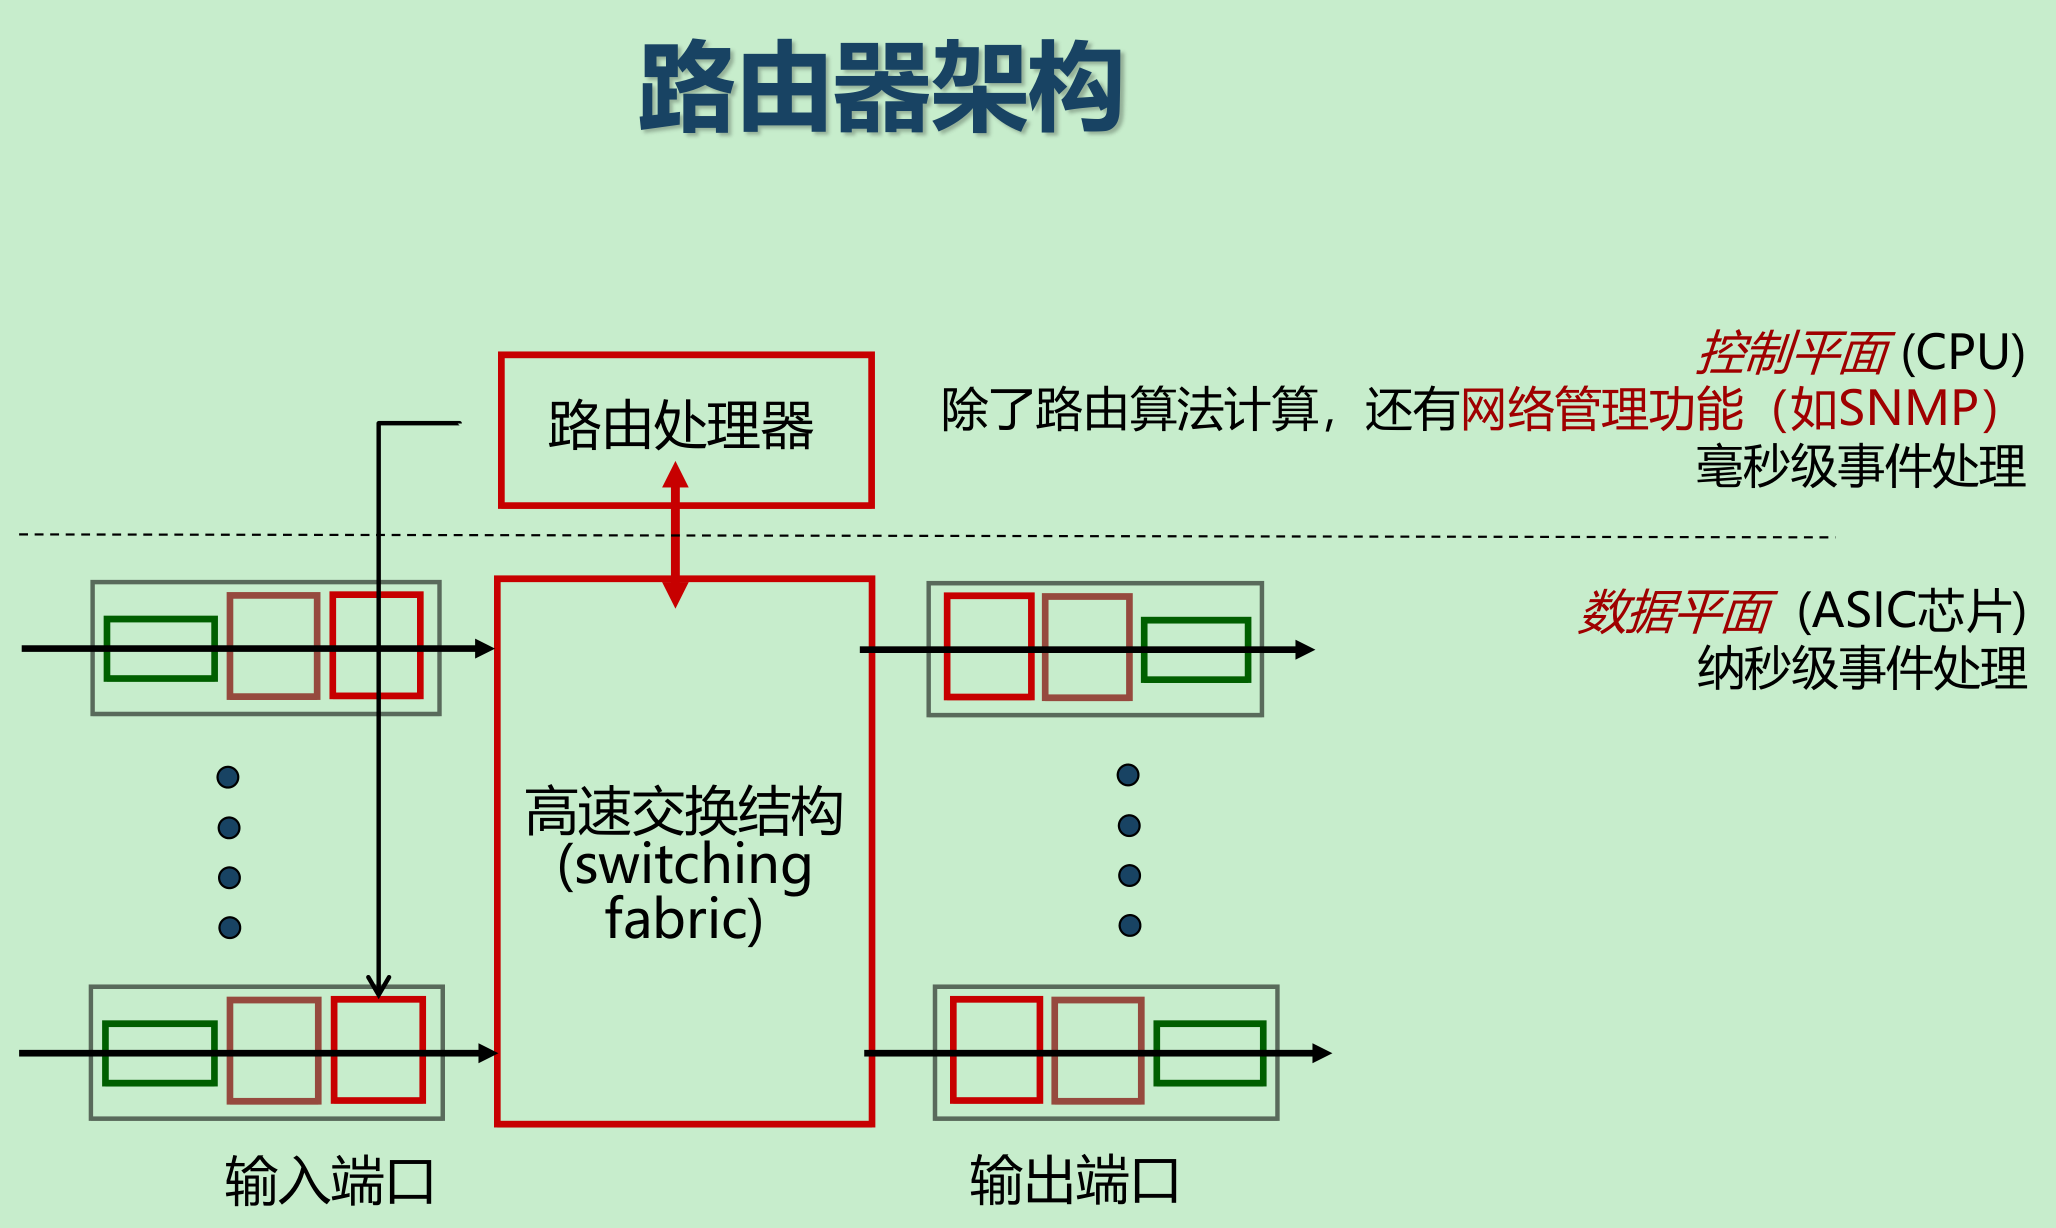 路由器架构
控制平面 (CPU)
路由处理器
除了路由算法计算，还有网络管理功能（如SNMP）
毫秒级事件处理
数据平面 (ASIC芯片)
纳秒级事件处理
高速交换结构
(switching
fabric)
输入端口
输出端口